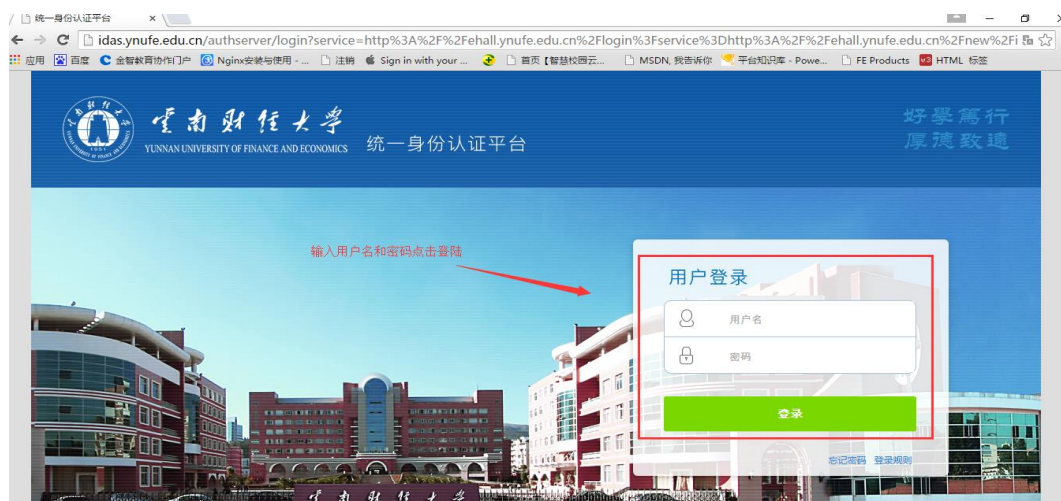 统一身份认证平台
idas.ynufe.edu.cn/authserver/login?service=http%3A%2F%2Fehall.ynufe.edu.cn%2Flogin%3Fservice%3Dhttp%3A%2F%2Fehall.ynufe.edu.cn%2Fnew%2Fi
应用 百度 金智教育协作门户 Nginx安装与使用 - ... 注销 Sign in with your ... 首页【智慧校园云... MSDN, 我告诉你 平台知识库 - Powe... FE Products HTML 标签
雲南财经大学
YUNNAN UNIVERSITY OF FINANCE AND ECONOMICS
统一身份认证平台
好學篤行
厚德致遠
输入用户名和密码点击登陆
用户登录
用户名
密码
登录
忘记密码 登录规则